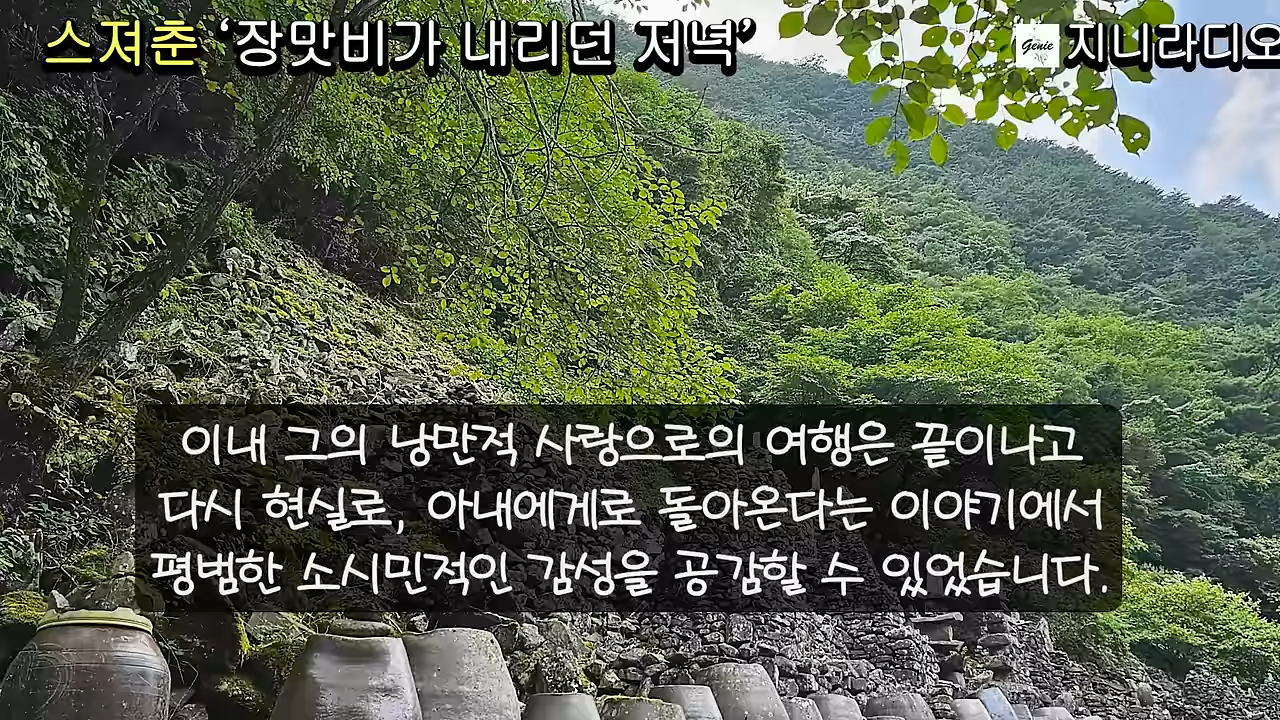 스져춘 ‘장맛비가 내리던 저녁’
Genie 지니라디오
이내 그의 낭만적 사랑으로의 여행은 끝이나고
다시 현실로, 아내에게로 돌아온다는 이야기에서
평범한 소시민적인 감성을 공감할 수 있었습니다.